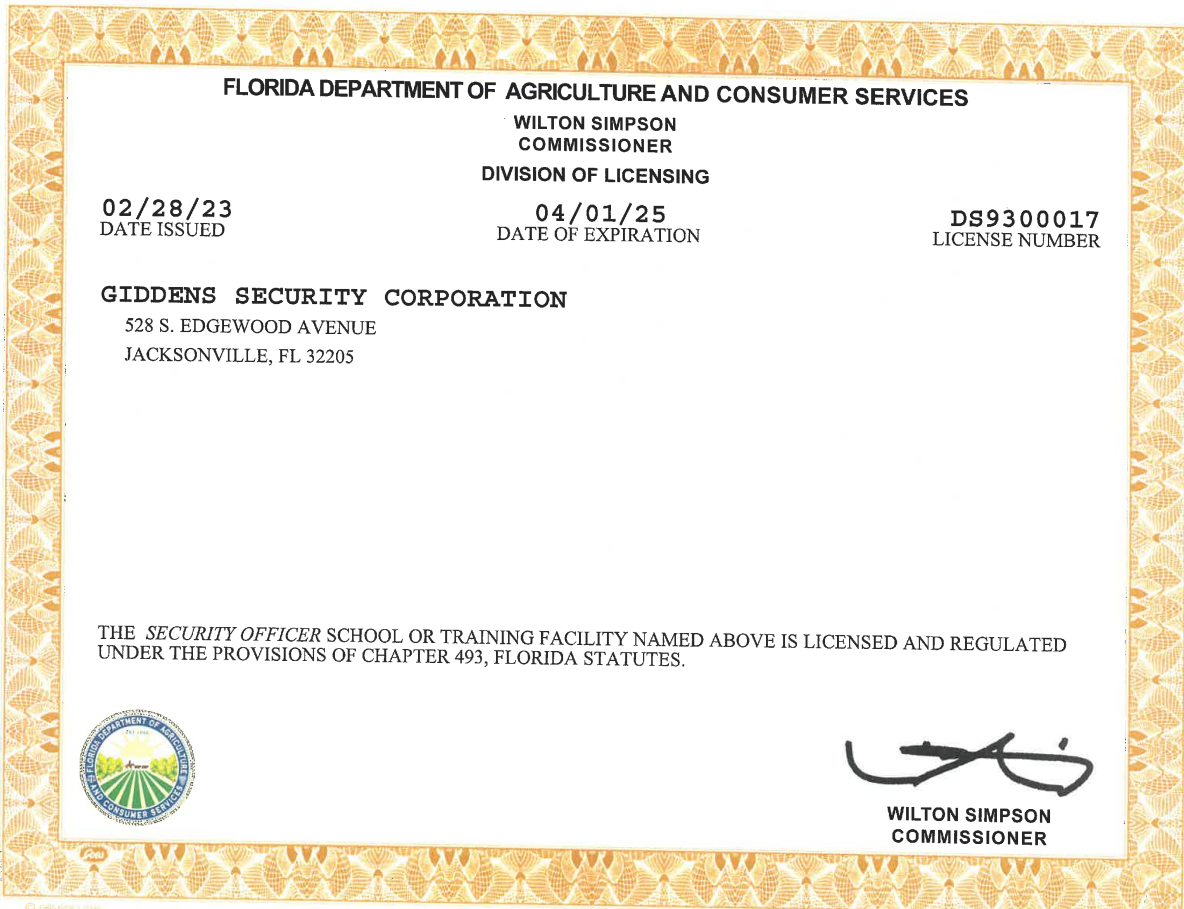 FLORIDA DEPARTMENT OF AGRICULTURE AND CONSUMER SERVICES
WILTON SIMPSON
COMMISSIONER
DIVISION OF LICENSING
02/28/23
DATE ISSUED
04/01/25
DATE OF EXPIRATION
DS9300017
LICENSE NUMBER
GIDDENS SECURITY CORPORATION
528 S. EDGEWOOD AVENUE
JACKSONVILLE, FL 32205
THE SECURITY OFFICER SCHOOL OR TRAINING FACILITY NAMED ABOVE IS LICENSED AND REGULATED
UNDER THE PROVISIONS OF CHAPTER 493, FLORIDA STATUTES.
FLORIDA DEPARTMENT OF AGRICULTURE
AND CONSUMER SERVICES
WILTON SIMPSON
COMMISSIONER